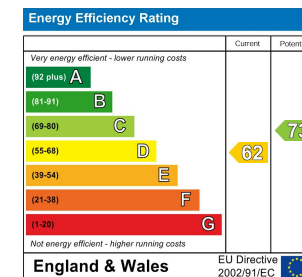 Energy Efficiency Rating
Current
Very energy efficient - lower running costs
(92 plus) A
(81-91) B
(69-80) C
(55-68) D
62
(39-54) E
(21-38) F
(1-20) G
Not energy efficient - higher running costs
England & Wales
EU Directive
2002/91/EC